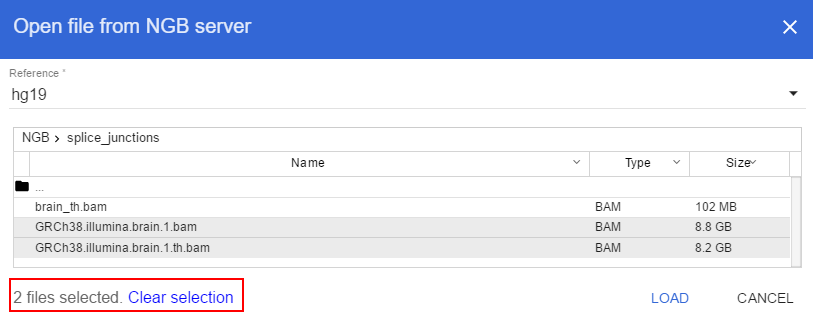 Open file from NGB server
Reference *
hg19
NGB > splice_junctions
Name Type Size
...
brain_th.bam BAM 102 MB
GRCh38.illumina.brain.1.bam BAM 8.8 GB
GRCh38.illumina.brain.1.th.bam BAM 8.2 GB
2 files selected. Clear selection LOAD CANCEL